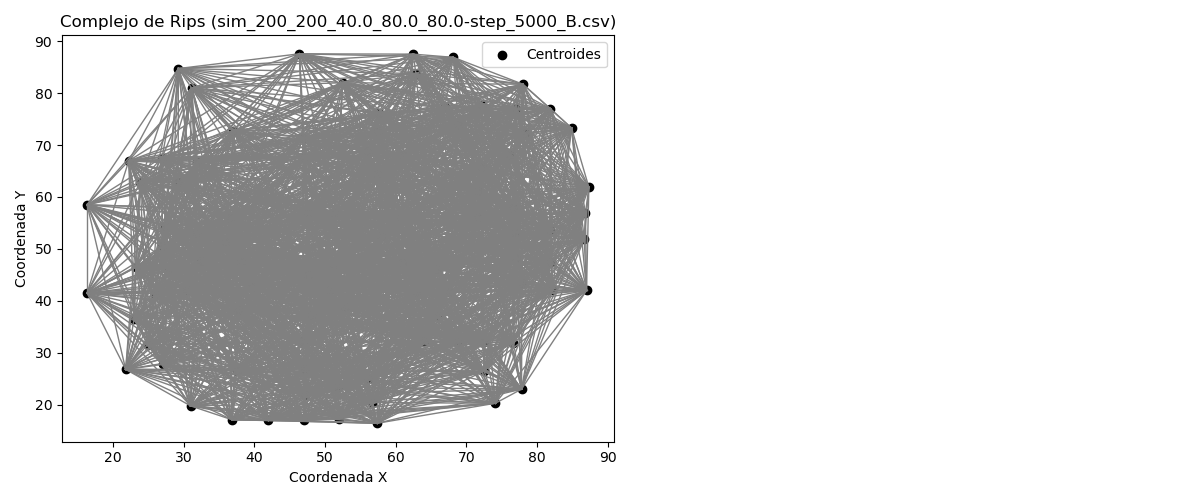 Complejo de Rips (sim_200_200_40.0_80.0_80.0-step_5000_B.csv)
Centroides
90
80
70
60
50
40
30
20
Coordenada Y
20 30 40 50 60 70 80 90
Coordenada X